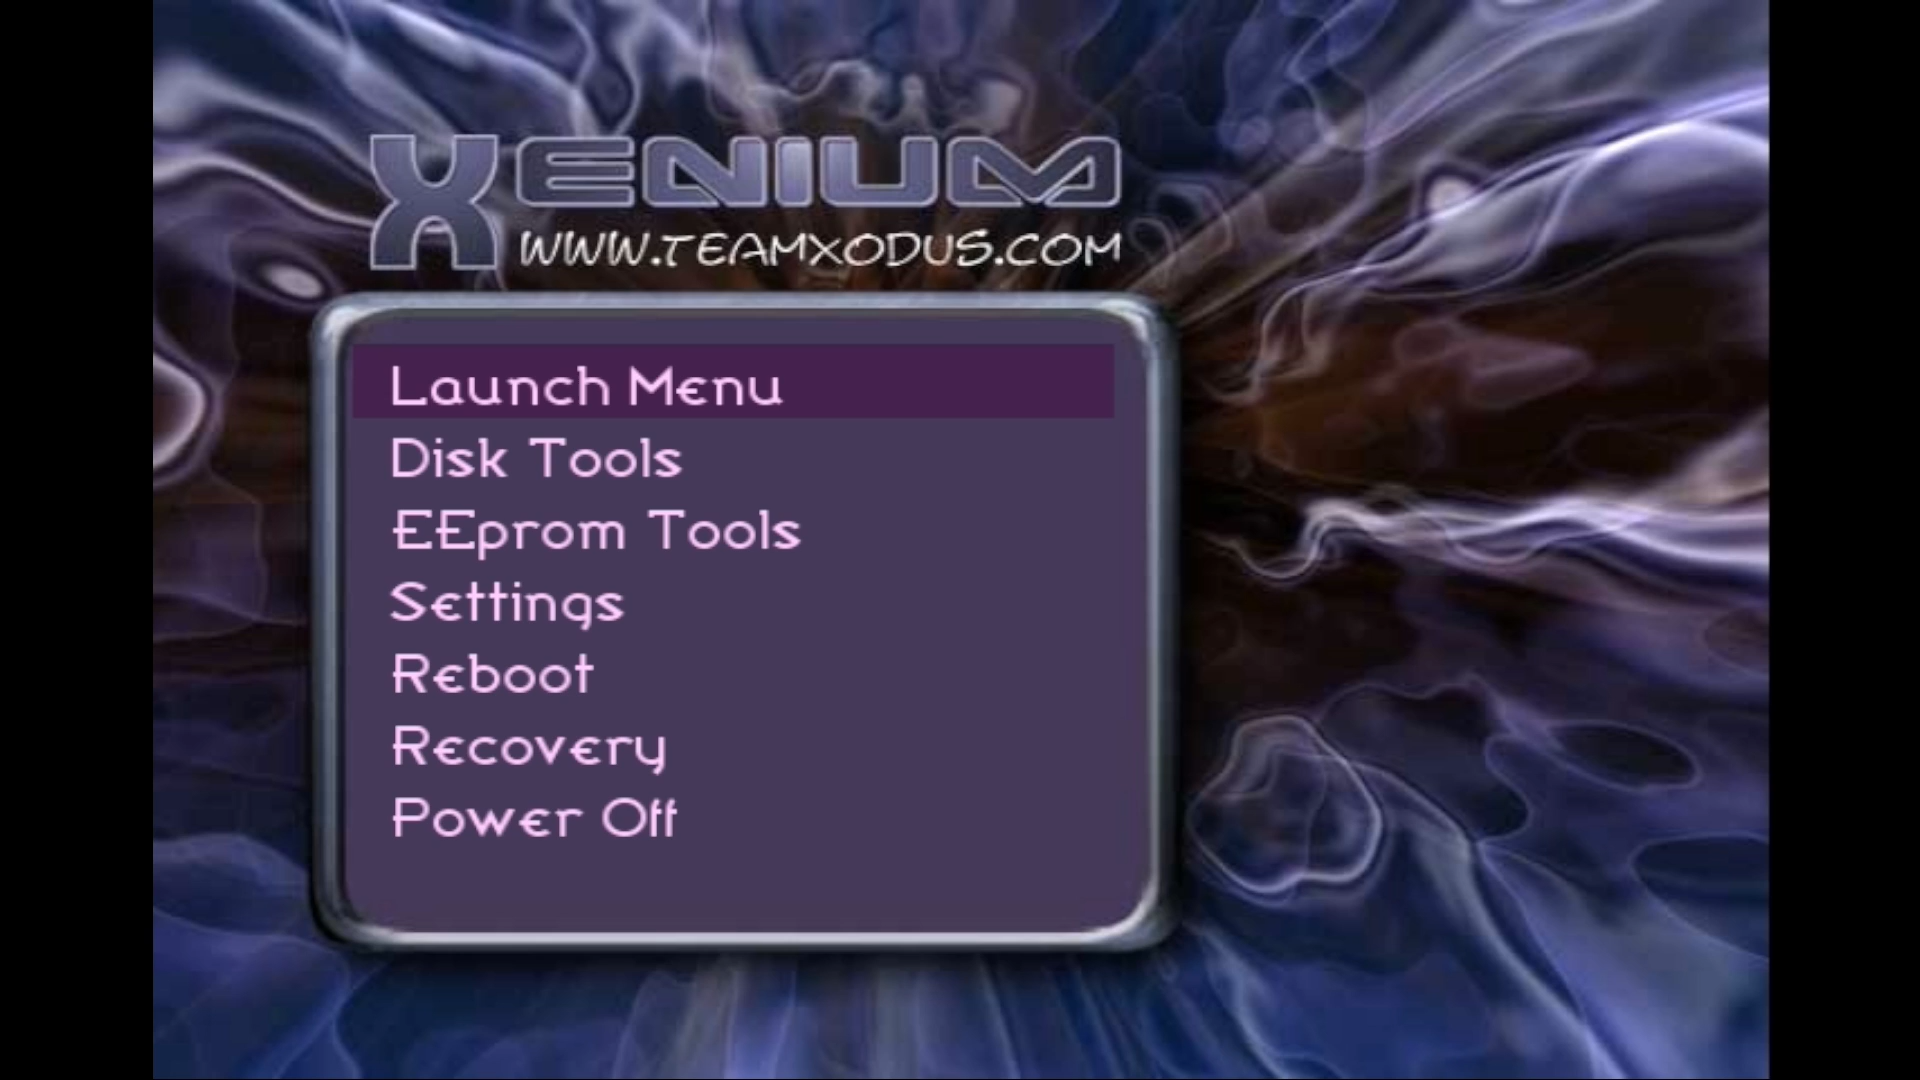 XENIUM
WWW.TEAMXODUS.COM
Launch Menu
Disk Tools
EEprom Tools
Settings
Reboot
Recovery
Power Off